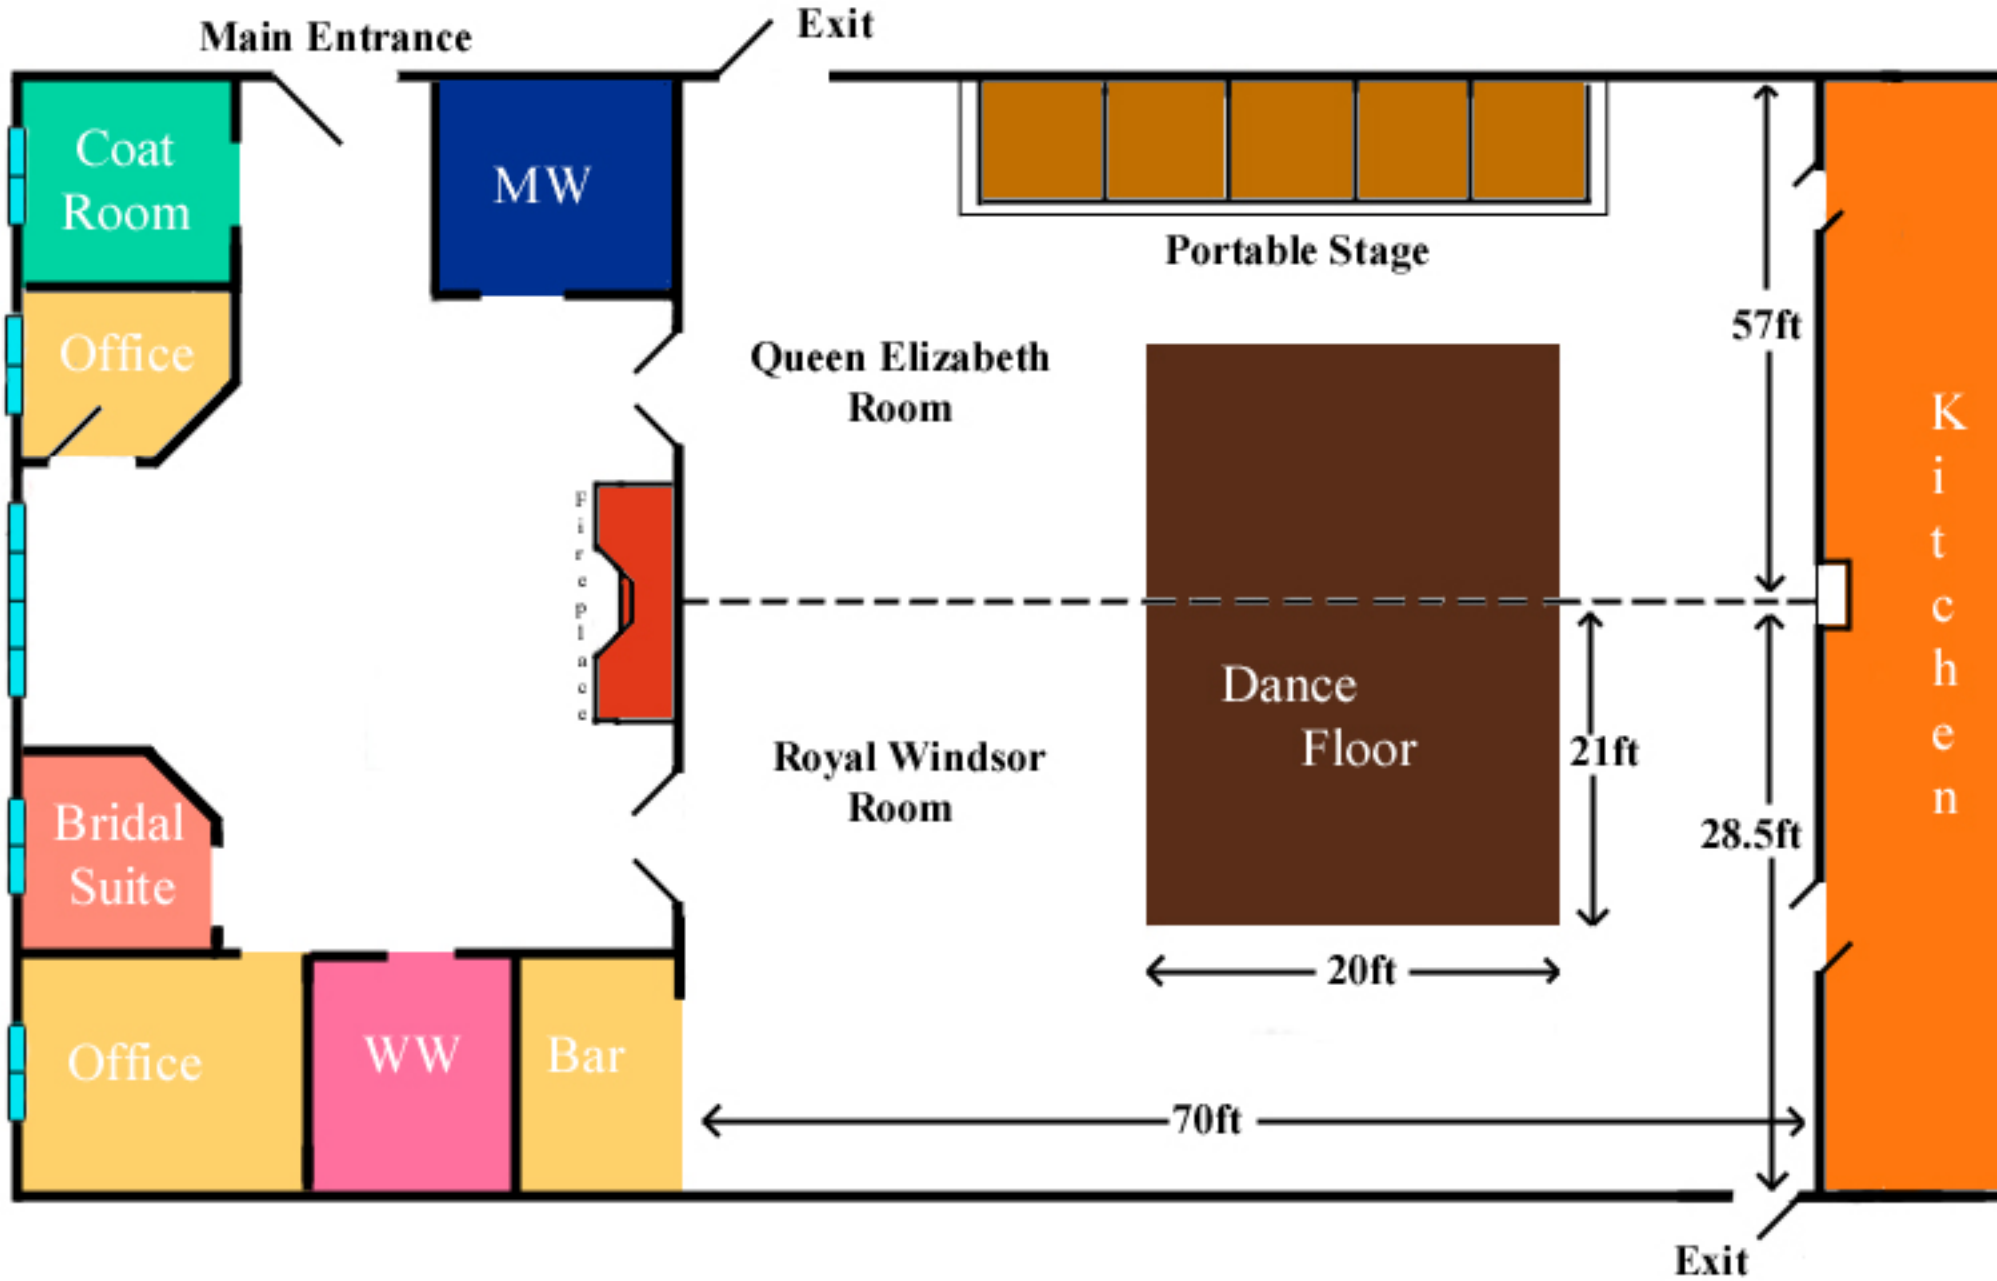 Main Entrance
Exit
Coat
Room
MW
Portable Stage
57ft
Office
Queen Elizabeth
Room
Kitchen
Fireplace
Dance
Floor
21ft
Royal Windsor
Room
28.5ft
Bridal
Suite
20ft
Office
WW
Bar
70ft
Exit